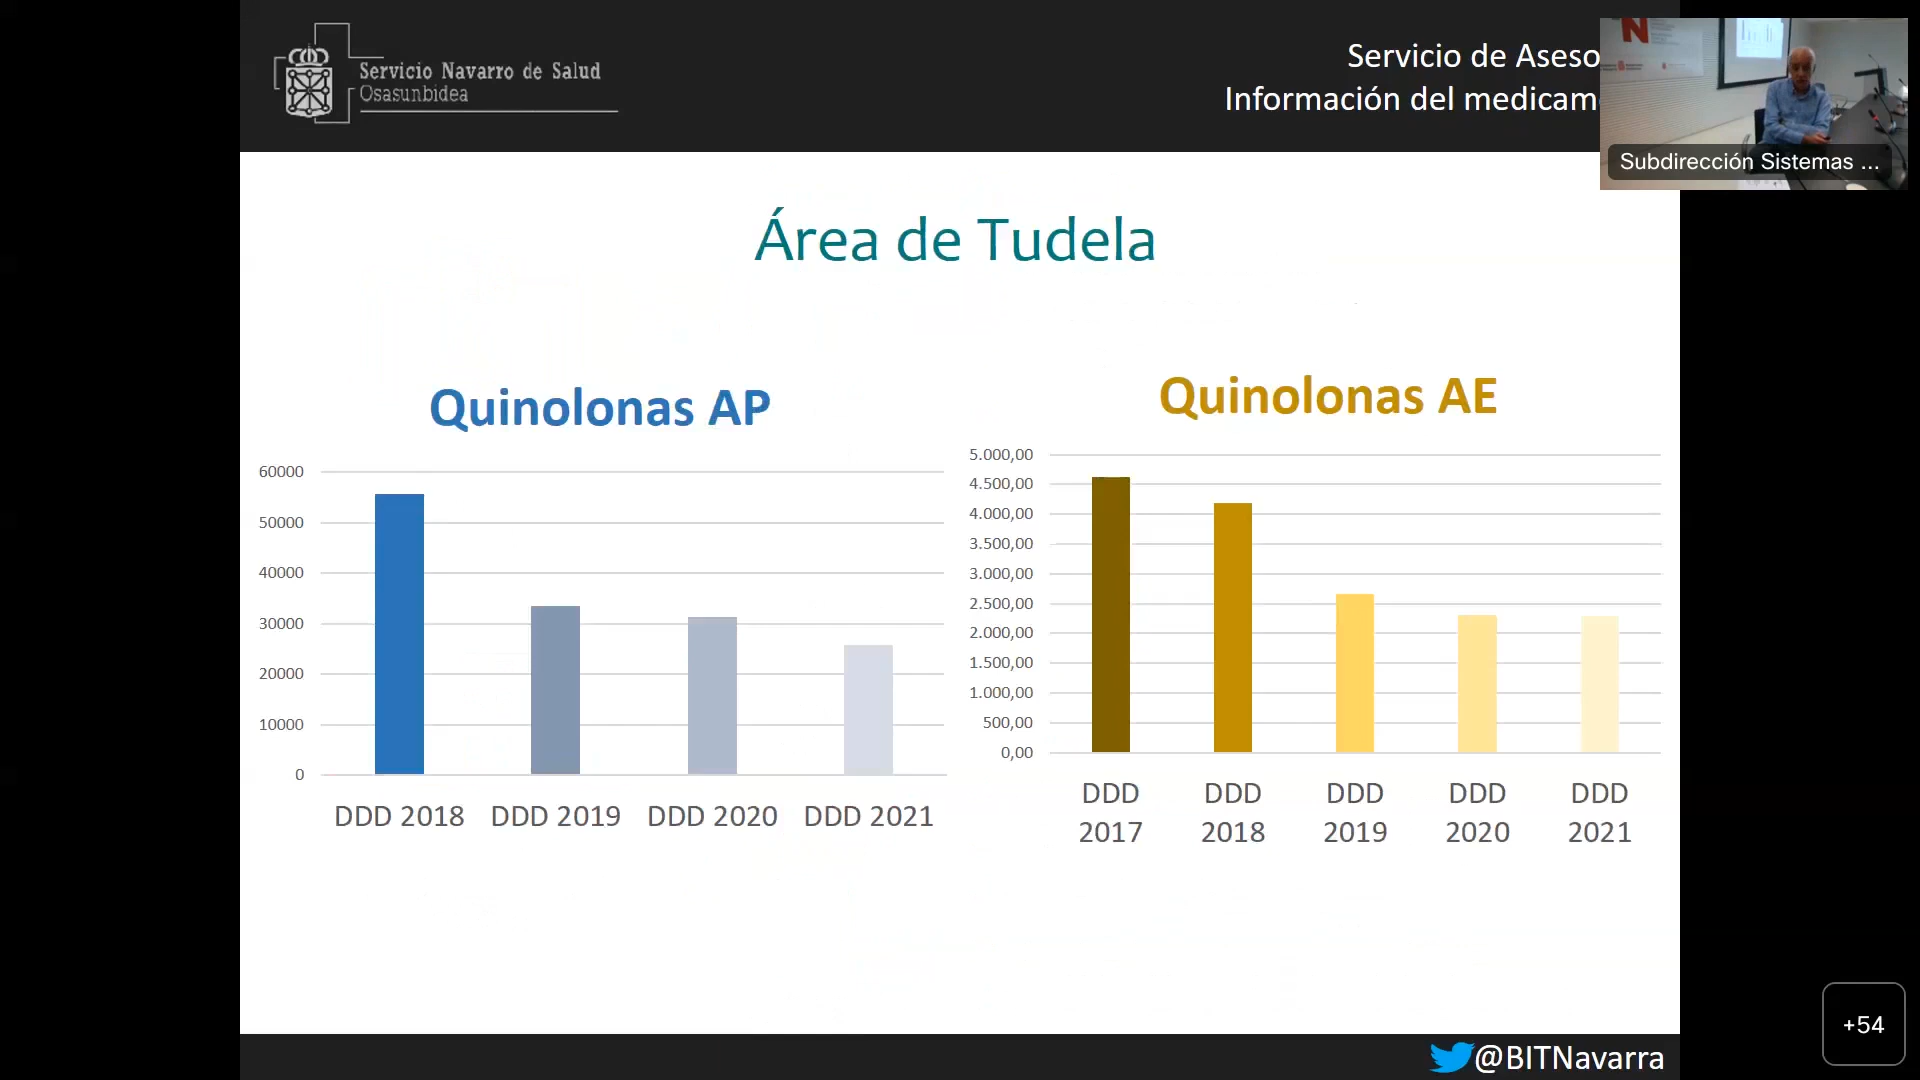 Servicio Navarro de Salud
Osasunbidea
Servicio de Aseso
Información del medicam
N
Subdirección Sistemas ...
Área de Tudela
Quinolonas AP
60000
50000
40000
30000
20000
10000
0
DDD 2018 DDD 2019 DDD 2020 DDD 2021
Quinolonas AE
5.000,00
4.500,00
4.000,00
3.500,00
3.000,00
2.500,00
2.000,00
1.500,00
1.000,00
500,00
0,00
DDD DDD DDD DDD DDD
2017 2018 2019 2020 2021
+54
@BITNavarra